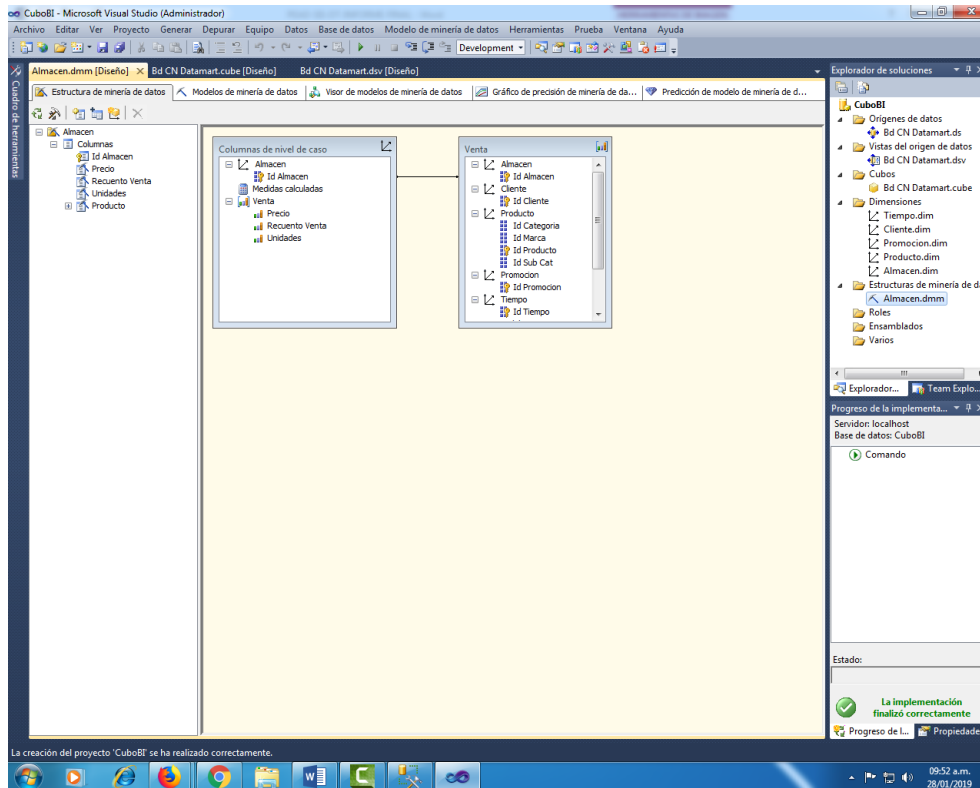 CuboBI - Microsoft Visual Studio (Administrador)
Archivo Editar Ver Proyecto Generar Depurar Equipo Datos Base de datos Modelo de minería de datos Herramientas Prueba Ventana Ayuda
Development
Cuadro de herramientas
Almacen.dmm [Diseño] Bd CN Datamart.cube [Diseño] Bd CN Datamart.dsv [Diseño]
Estructura de minería de datos Modelos de minería de datos Visor de modelos de minería de datos Gráfico de precisión de minería de da... Predicción de modelo de minería de d...
Almacen
Columnas
Id Almacen
Precio
Recuento Venta
Unidades
Producto
Columnas de nivel de caso
Almacen
Id Almacen
Medidas calculadas
Venta
Precio
Recuento Venta
Unidades
Venta
Almacen
Id Almacen
Cliente
Id Cliente
Producto
Id Categoria
Id Marca
Id Producto
Id Sub Cat
Promocion
Id Promocion
Tiempo
Id Tiempo
Explorador de soluciones
CuboBI
Orígenes de datos
Bd CN Datamart.ds
Vistas del origen de datos
Bd CN Datamart.dsv
Cubos
Bd CN Datamart.cube
Dimensiones
Tiempo.dim
Cliente.dim
Promocion.dim
Producto.dim
Almacen.dim
Estructuras de minería de da
Almacen.dmm
Roles
Ensamblados
Varios
Explorador... Team Explo...
Progreso de la implementa...
Servidor: localhost
Base de datos: CuboBI
Comando
Estado:
La implementación
finalizó correctamente
Progreso de l... Propiedade
La creación del proyecto 'CuboBI' se ha realizado correctamente.
09:52 a.m.
28/01/2019